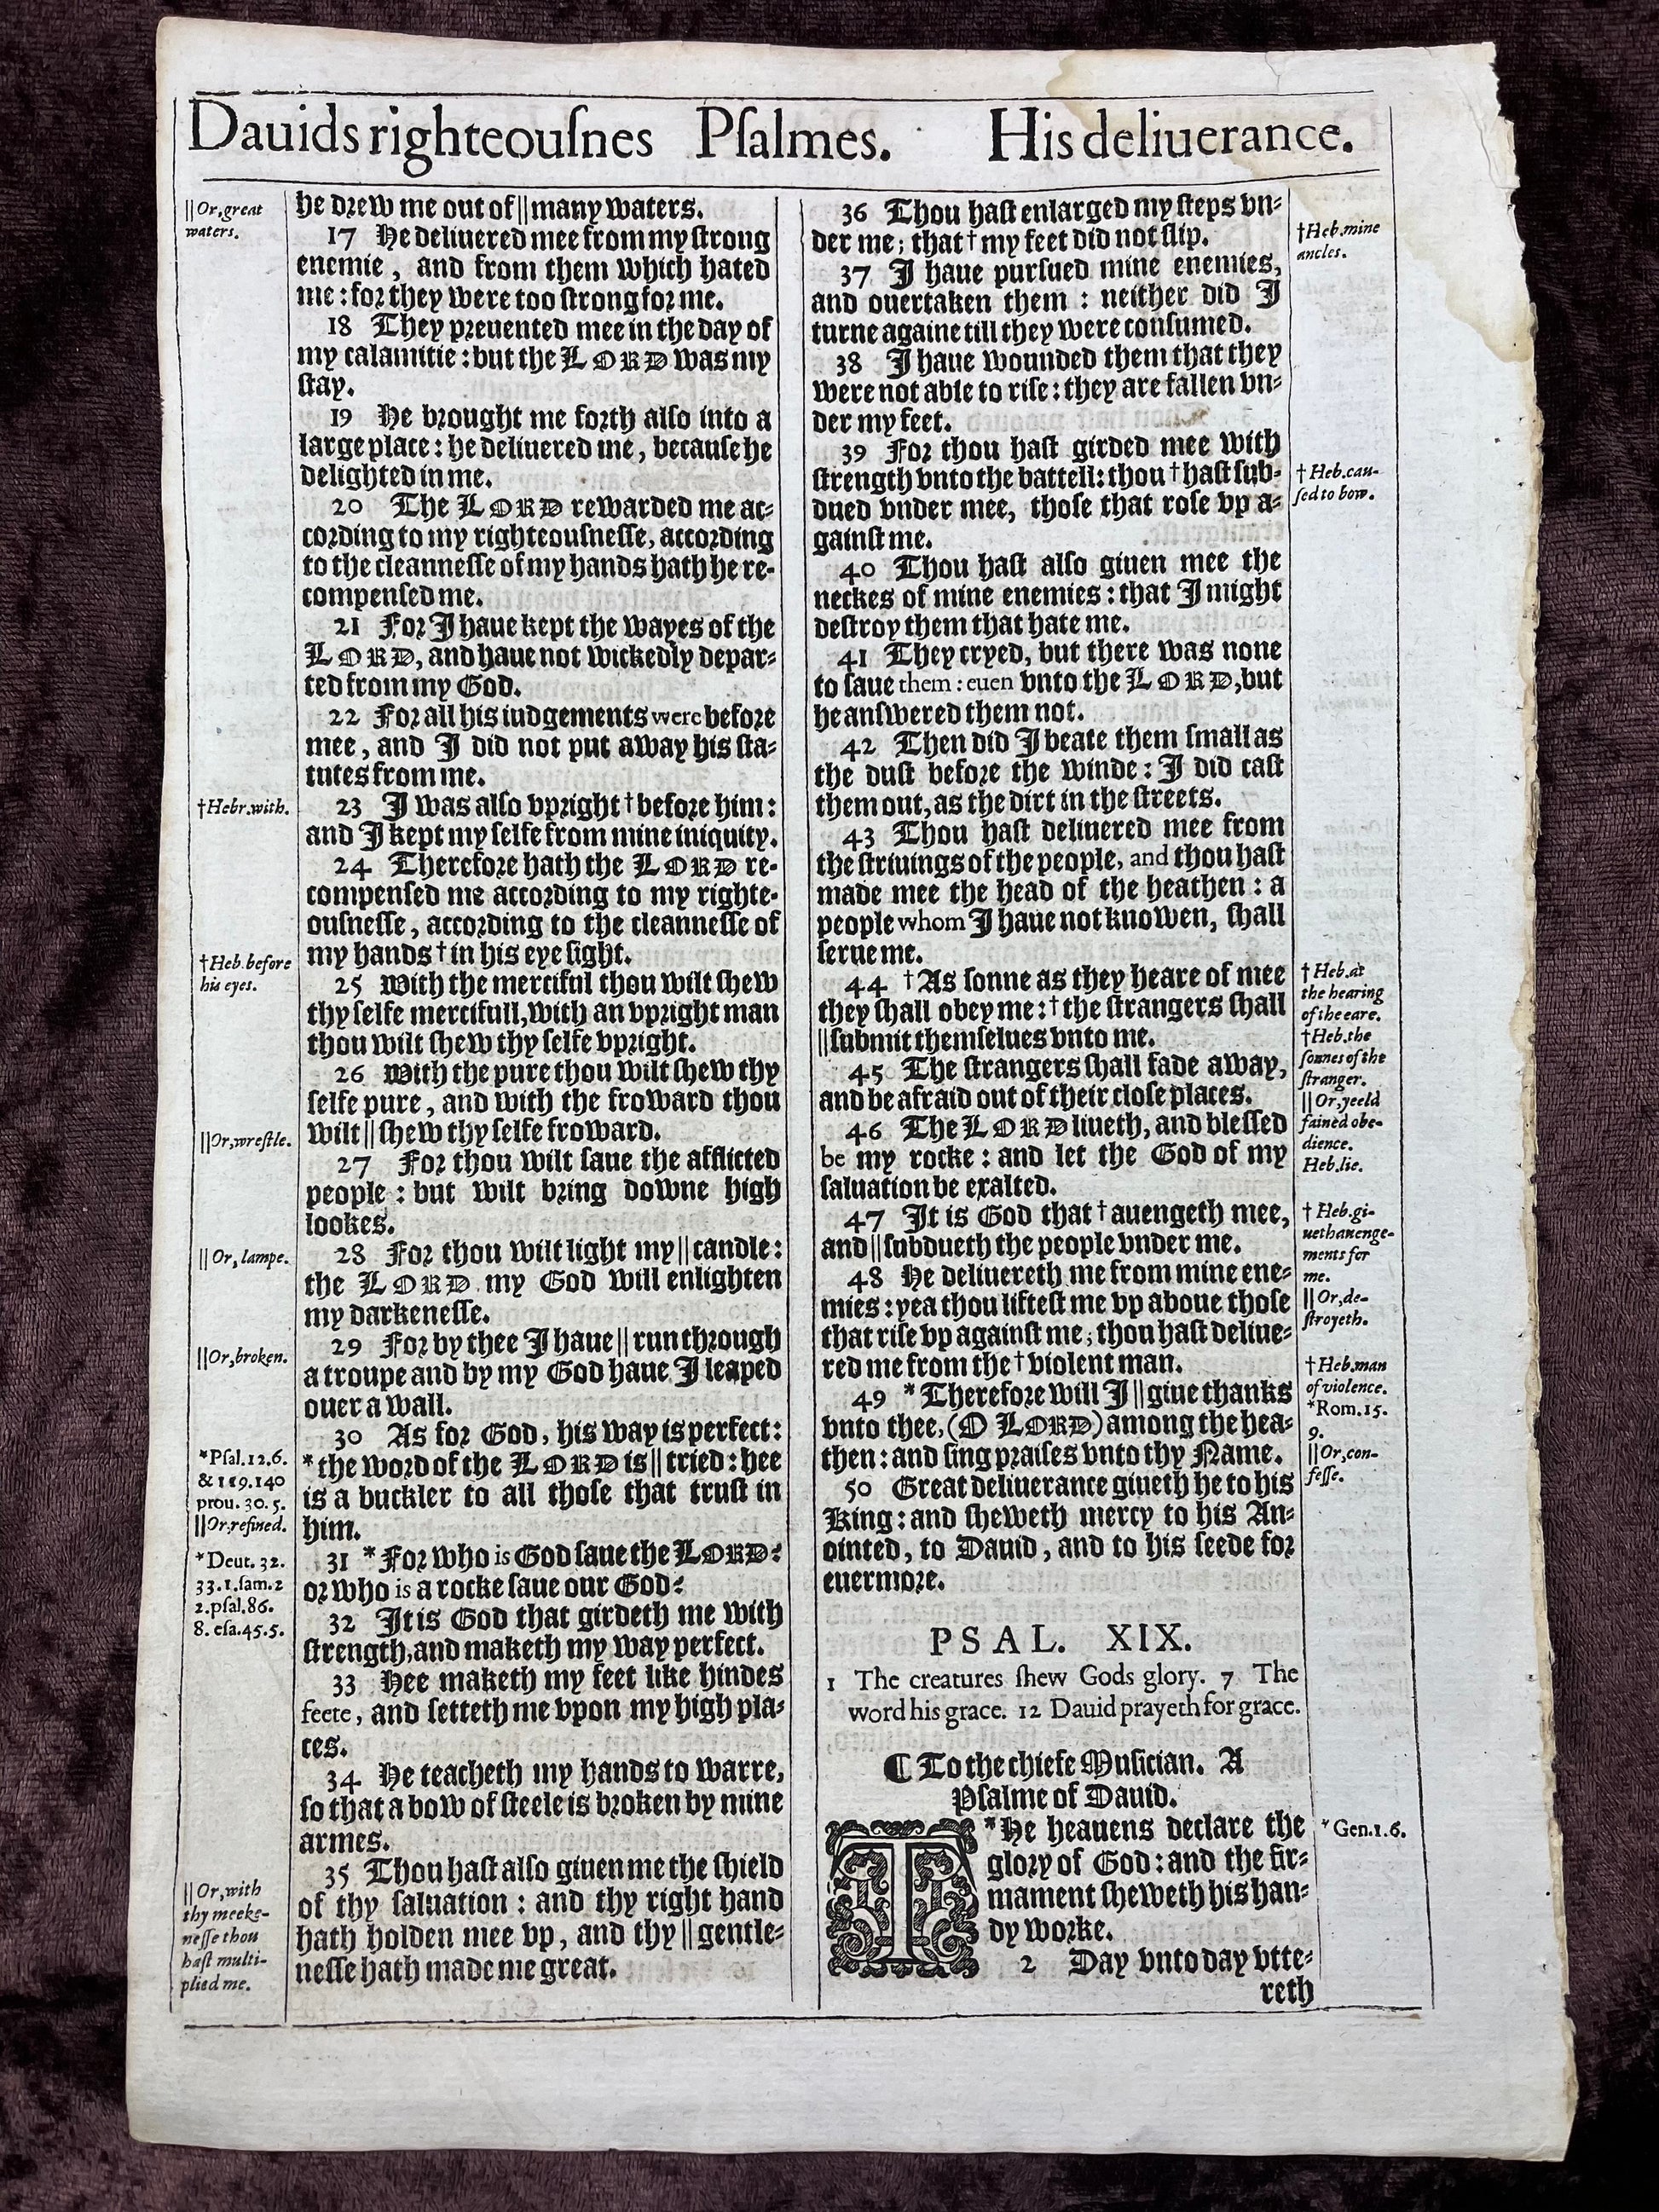 Dauids righteouſnes Pſalmes. His deliuerance.
||Or, great
waters.
he drew me out of || many waters.
17 He deliuered mee from my ſtrong
enemie, and from them which hated
me: for they were too ſtrong for me.
18 They preuented mee in the day of
my calamitie: but the LORD was my
ſtay.
19 He brought me forth alſo into a
large place: he deliuered me, becauſe he
delighted in me.
20 The LORD rewarded me ac-
cording to my righteouſneſſe, according
to the cleanneſſe of my hands hath he re-
compenſed me.
21 For I haue kept the wayes of the
LORD, and haue not wickedly depar-
ted from my God.
22 For all his iudgements were before
mee, and I did not put away his ſta-
tutes from me.
†Hebr. with.
23 I was alſo vpright † before him:
and I kept my ſelfe from mine iniquity.
24 Therefore hath the LORD re-
compenſed me according to my righte-
ouſneſſe, according to the cleanneſſe of
my hands † in his eye ſight.
†Heb. before
his eyes.
25 With the merciful thou wilt ſhew
thy ſelfe mercifull, with an vpright man
thou wilt ſhew thy ſelfe vpright.
26 With the pure thou wilt ſhew thy
ſelfe pure, and with the froward thou
wilt || ſhew thy ſelfe froward.
||Or, wreſtle.
27 For thou wilt ſaue the afflicted
people: but wilt bring downe high
lookes.
28 For thou wilt light my || candle:
the LORD my God will enlighten
my darkeneſſe.
||Or, lampe.
29 For by thee I haue || run through
a troupe and by my God haue I leaped
ouer a wall.
||Or, broken.
30 As for God, his way is perfect:
* the word of the LORD is || tried: hee
is a buckler to all thoſe that truſt in
him.
*Pſal. 12. 6.
& 119. 140
prou. 30. 5.
||Or, refined.
31 * For who is God ſaue the LORD?
or who is a rocke ſaue our God?
*Deut. 32.
33. 1. ſam. 2
2. pſal. 86.
8. eſa. 45. 5.
32 It is God that girdeth me with
ſtrength, and maketh my way perfect.
33 Hee maketh my feet like hindes
feete, and ſetteth me vpon my high pla-
ces.
34 He teacheth my hands to warre,
ſo that a bow of ſteele is broken by mine
armes.
35 Thou haſt alſo giuen me the ſhield
of thy ſaluation: and thy right hand
hath holden mee vp, and thy || gentle-
neſſe hath made me great.
||Or, with
thy meeke-
neſſe thou
haſt multi-
plied me.
36 Thou haſt enlarged my ſteps vn-
der me; that † my feet did not ſlip.
†Heb. mine
ancles.
37 I haue purſued mine enemies,
and ouertaken them: neither did I
turne againe till they were conſumed.
38 I haue wounded them that they
were not able to riſe: they are fallen vn-
der my feet.
39 For thou haſt girded mee with
ſtrength vnto the battell: thou † haſt ſub-
dued vnder mee, thoſe that roſe vp a-
gainſt me.
†Heb. cau-
ſed to bow.
40 Thou haſt alſo giuen mee the
neckes of mine enemies: that I might
deſtroy them that hate me.
41 They cryed, but there was none
to ſaue them: euen vnto the LORD, but
he anſwered them not.
42 Then did I beate them ſmall as
the duſt before the winde: I did caſt
them out, as the dirt in the ſtreets.
43 Thou haſt deliuered mee from
the ſtriuings of the people, and thou haſt
made mee the head of the heathen: a
people whom I haue not knowen, ſhall
ſerue me.
44 † As ſonne as they heare of mee
they ſhall obey me: † the ſtrangers ſhall
|| ſubmit themſelues vnto me.
† Heb. at
the hearing
of the eare.
†Heb. the
ſonnes of the
ſtranger.
||Or, yeeld
fained obe-
dience.
Heb. lie.
45 The ſtrangers ſhall fade away,
and be afraid out of their cloſe places.
46 The LORD liueth, and bleſſed
be my rocke: and let the God of my
ſaluation be exalted.
47 It is God that † auengeth mee,
and || ſubdueth the people vnder me.
† Heb. gi-
ueth auenge-
ments for
me.
||Or, de-
ſtroyeth.
48 He deliuereth me from mine ene-
mies: yea thou lifteſt me vp aboue thoſe
that riſe vp againſt me; thou haſt deliue-
red me from the † violent man.
†Heb. man
of violence.
49 * Therefore will I || giue thanks
vnto thee, (O LORD) among the hea-
then: and ſing praiſes vnto thy Name.
*Rom. 15.
9.
||Or, con-
feſſe.
50 Great deliuerance giueth he to his
King: and ſheweth mercy to his An-
ointed, to Dauid, and to his ſeede for
euermore.
PSAL. XIX.
1 The creatures ſhew Gods glory. 7 The
word his grace. 12 Dauid prayeth for grace.
¶ To the chiefe Muſician. A
Pſalme of Dauid.
T*He heauens declare the
glory of God: and the fir-
mament ſheweth his han-
dy worke.
* Gen. 1. 6.
2 Day vnto day vtte-
reth